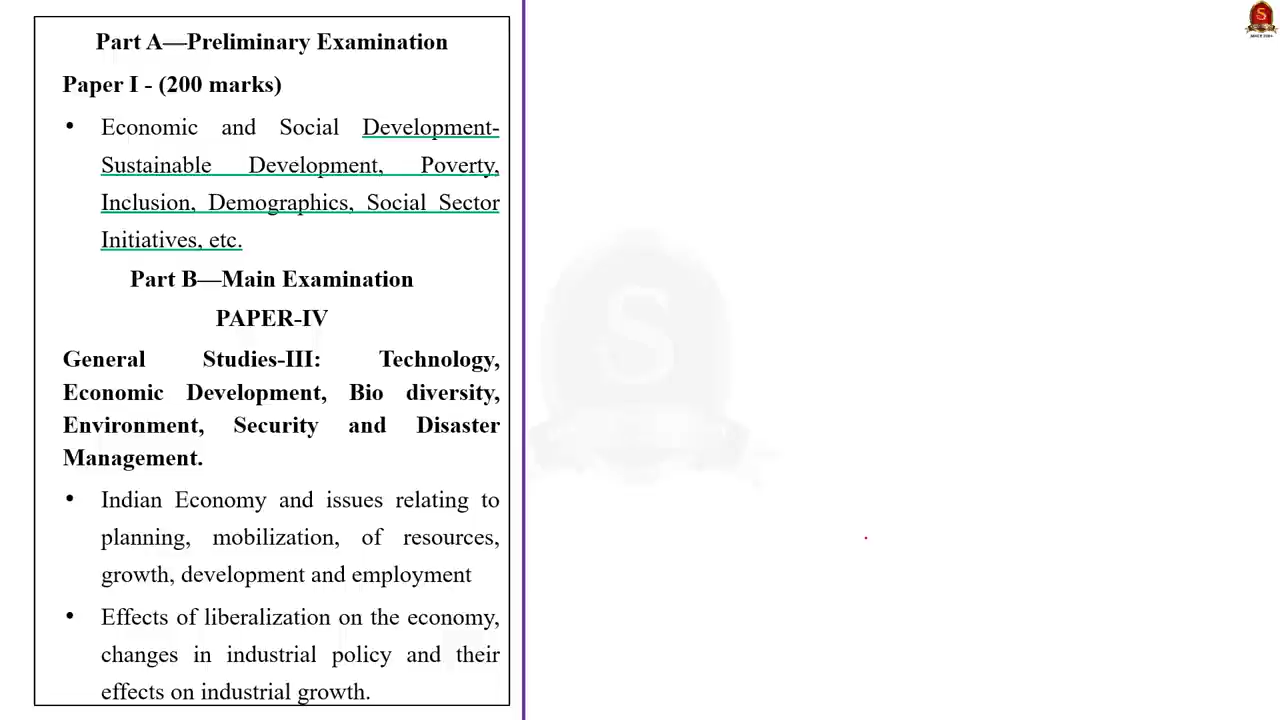 Part A—Preliminary Examination
Paper I - (200 marks)
• Economic and Social Development-
Sustainable Development, Poverty,
Inclusion, Demographics, Social Sector
Initiatives, etc.
Part B—Main Examination
PAPER-IV
General Studies-III: Technology,
Economic Development, Bio diversity,
Environment, Security and Disaster
Management.
• Indian Economy and issues relating to
planning, mobilization, of resources,
growth, development and employment
• Effects of liberalization on the economy,
changes in industrial policy and their
effects on industrial growth.
S
S